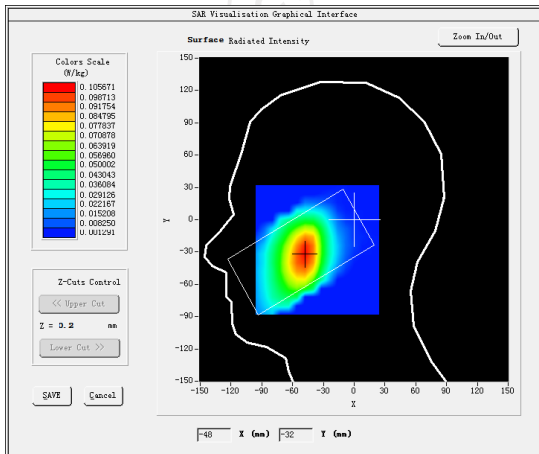 SAR Visualisation Graphical Interface
Surface Radiated Intensity
Zoom In/Out
Colors Scale
(W/kg)
0.105671
0.098713
0.091754
0.084795
0.077837
0.070878
0.063919
0.056960
0.050002
0.043043
0.036084
0.029126
0.022167
0.015208
0.008250
0.001291
Z-Cuts Control
<< Upper Cut
Z = 0.2 mm
Lower Cut >>
SAVE Cancel
150
120
90
60
30
0
-30
-60
-90
-120
-150
Y
-150 -120 -90 -60 -30 0 30 60 90 120 150
X
-48 X (mm) -32 Y (mm)